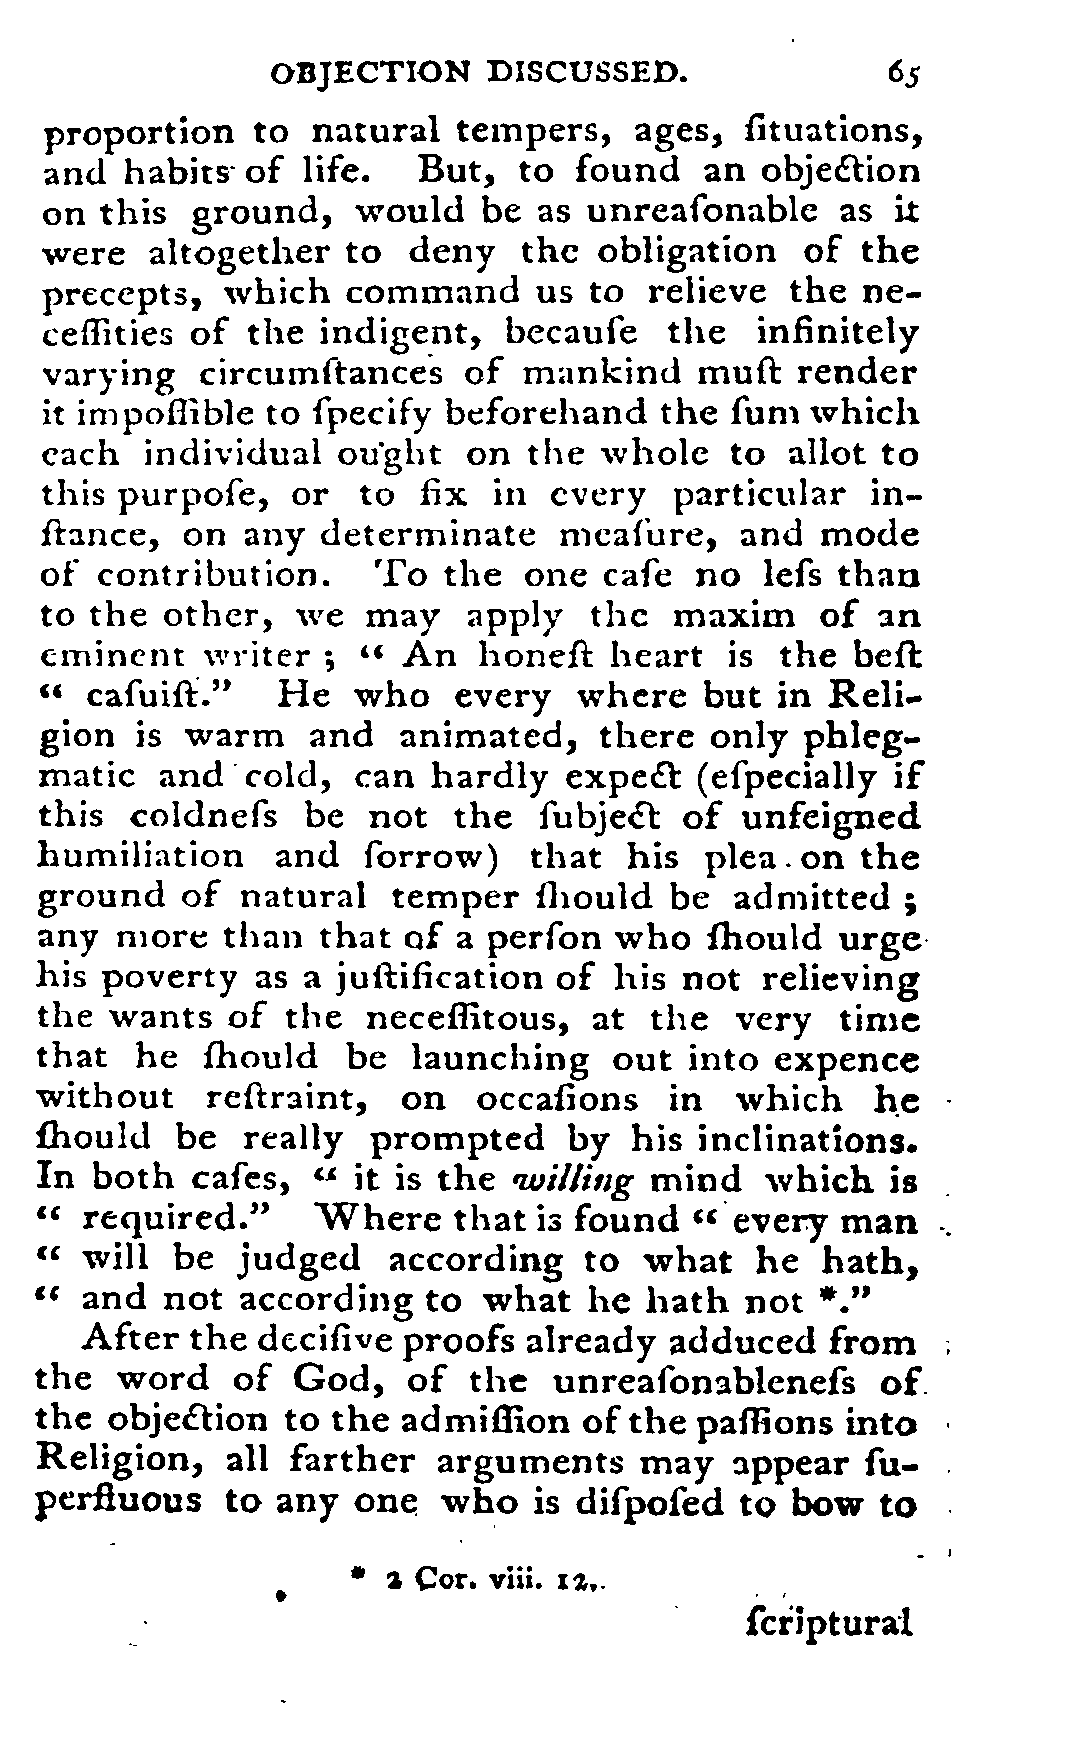 OBJECTION DISCUSSED. 65
proportion to natural tempers, ages, ſituations,
and habits of life. But, to found an objection
on this ground, would be as unreaſonable as it
were altogether to deny the obligation of the
precepts, which command us to relieve the ne-
ceſſities of the indigent, becauſe the infinitely
varying circumſtances of mankind muſt render
it impoſſible to ſpecify beforehand the ſum which
each individual ought on the whole to allot to
this purpoſe, or to fix in every particular in-
ſtance, on any determinate meaſure, and mode
of contribution. To the one caſe no leſs than
to the other, we may apply the maxim of an
eminent writer ; “ An honeſt heart is the beſt
“ caſuiſt.” He who every where but in Reli-
gion is warm and animated, there only phleg-
matic and cold, can hardly expect (eſpecially if
this coldneſs be not the ſubject of unfeigned
humiliation and ſorrow) that his plea on the
ground of natural temper ſhould be admitted ;
any more than that of a perſon who ſhould urge
his poverty as a juſtification of his not relieving
the wants of the neceſſitous, at the very time
that he ſhould be launching out into expence
without reſtraint, on occaſions in which he
ſhould be really prompted by his inclinations.
In both caſes, “ it is the willing mind which is
“ required.” Where that is found “ every man
“ will be judged according to what he hath,
“ and not according to what he hath not *.”
After the deciſive proofs already adduced from
the word of God, of the unreaſonableneſs of
the objection to the admiſſion of the paſſions into
Religion, all farther arguments may appear ſu-
perfluous to any one who is diſpoſed to bow to
* 2 Cor. viii. 12.
ſcriptural